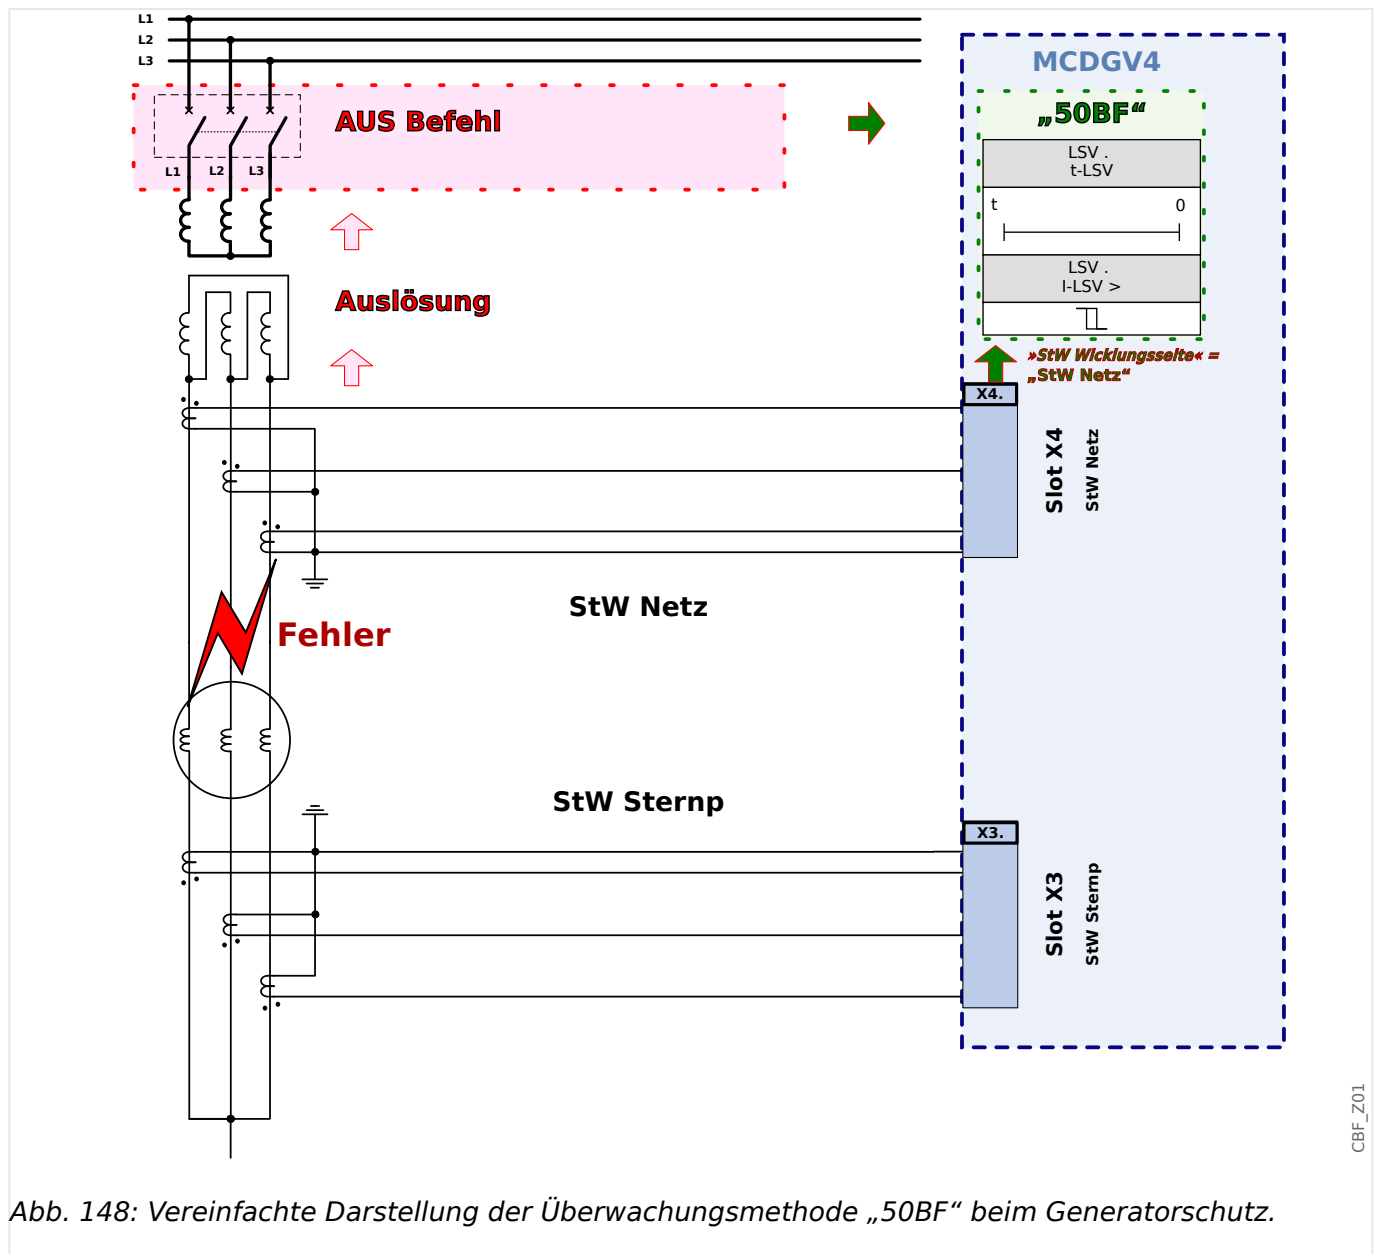 L1
L2
L3
AUS Befehl
L1 L2 L3
Auslösung
MCDGV4
„50BF“
LSV .
t-LSV
t 0
LSV .
I-LSV >
»StW Wicklungsseite« =
„StW Netz“
X4.
Slot X4
StW Netz
StW Netz
Fehler
StW Sternp
X3.
Slot X3
StW Sternp
CBF_Z01
Abb. 148: Vereinfachte Darstellung der Überwachungsmethode „50BF“ beim Generatorschutz.